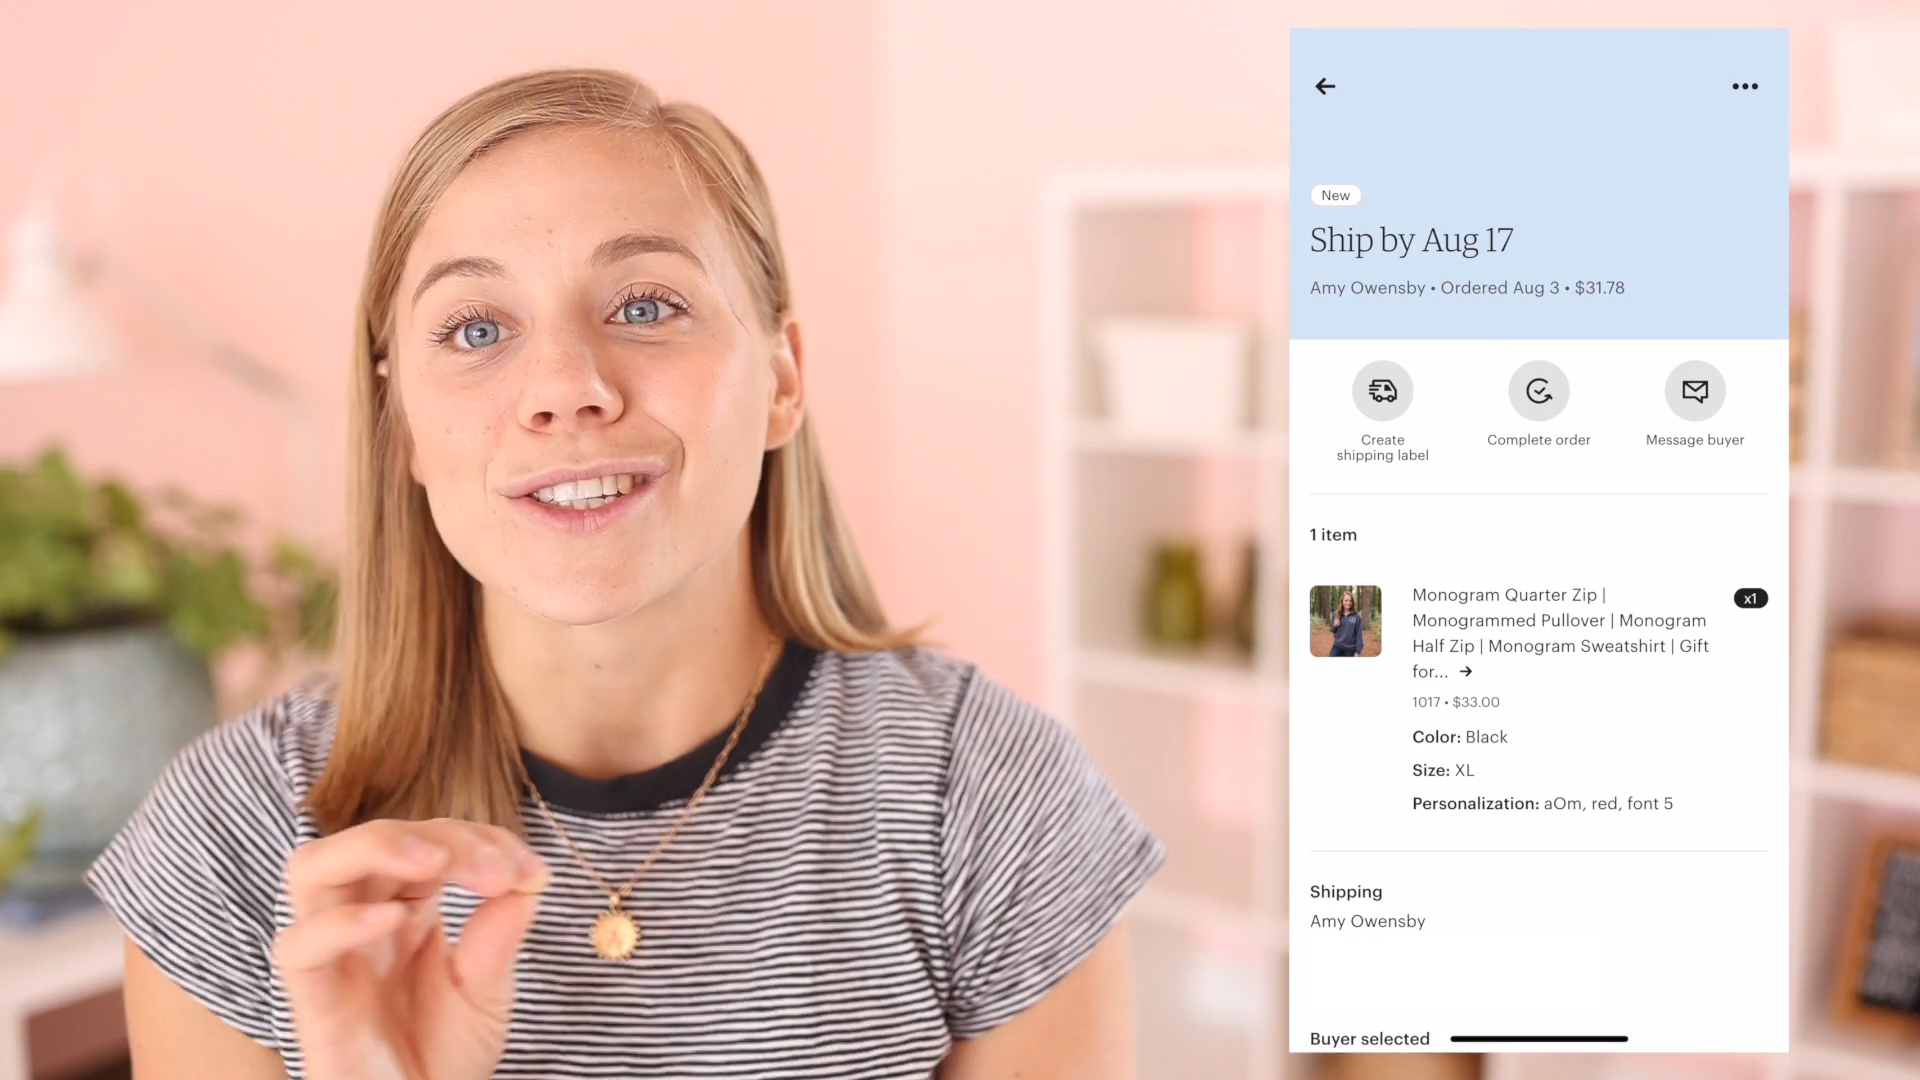 New
Ship by Aug 17
Amy Owensby • Ordered Aug 3 • $31.78
Create
shipping label
Complete order
Message buyer
1 item
Monogram Quarter Zip |
Monogrammed Pullover | Monogram
Half Zip | Monogram Sweatshirt | Gift
for...
x1
1017 • $33.00
Color: Black
Size: XL
Personalization: aOm, red, font 5
Shipping
Amy Owensby
Buyer selected